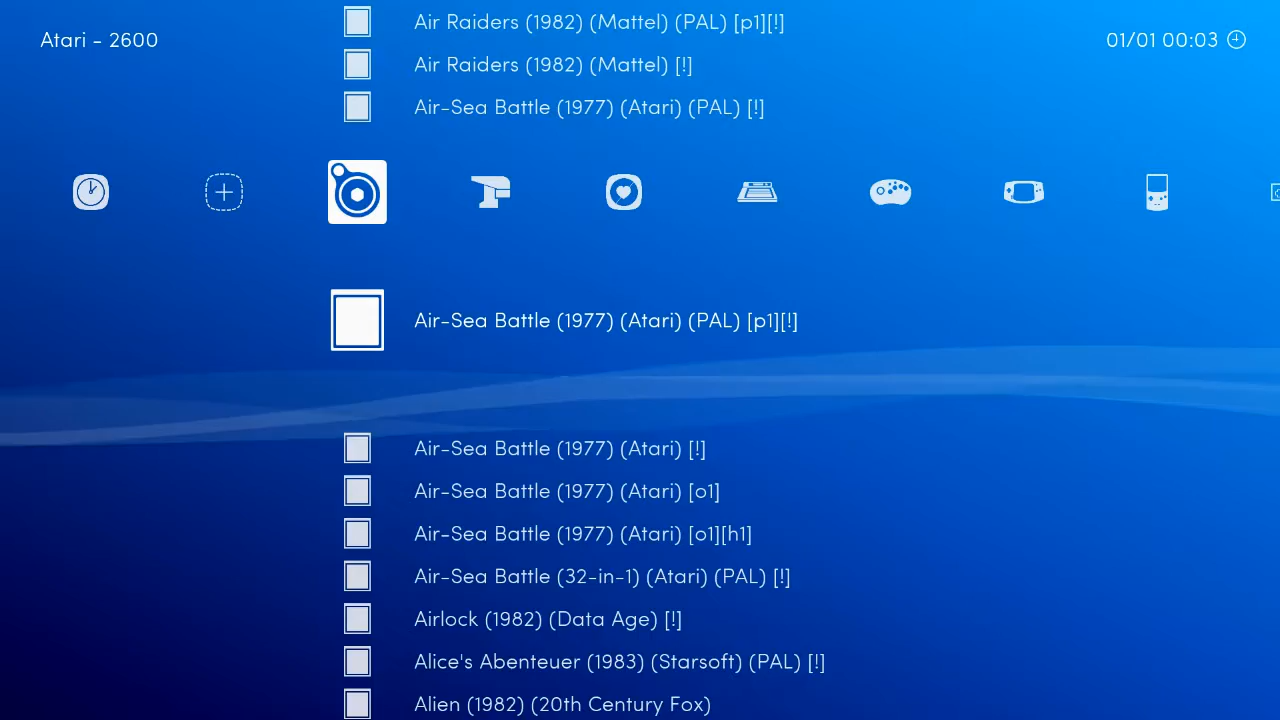 Air Raiders (1982) (Mattel) (PAL) [p1][!]
Atari - 2600
01/01 00:03
Air Raiders (1982) (Mattel) [!]
Air-Sea Battle (1977) (Atari) (PAL) [!]
Air-Sea Battle (1977) (Atari) (PAL) [p1][!]
Air-Sea Battle (1977) (Atari) [!]
Air-Sea Battle (1977) (Atari) [o1]
Air-Sea Battle (1977) (Atari) [o1][h1]
Air-Sea Battle (32-in-1) (Atari) (PAL) [!]
Airlock (1982) (Data Age) [!]
Alice's Abenteuer (1983) (Starsoft) (PAL) [!]
Alien (1982) (20th Century Fox)